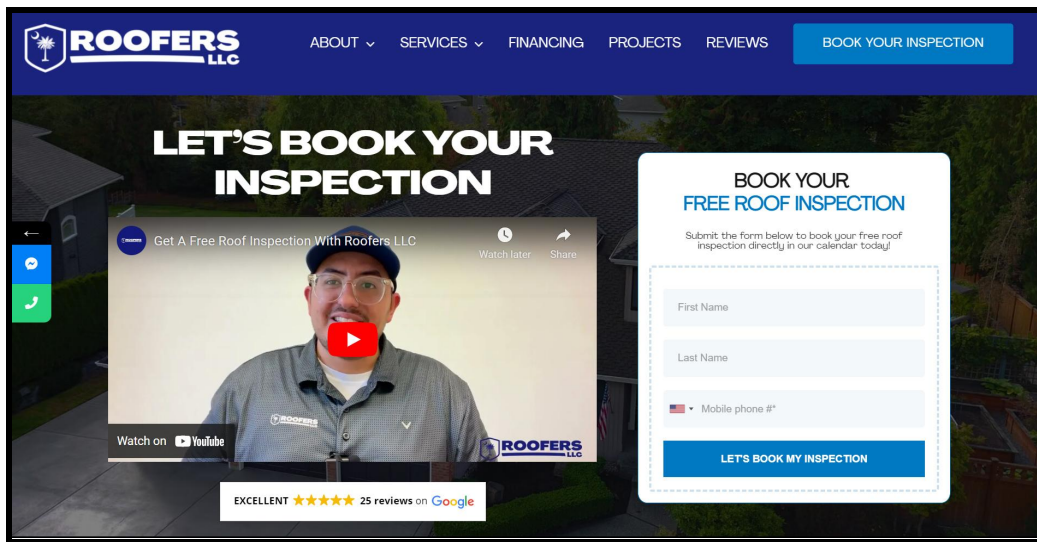 ROOFERS
LLC
ABOUT
SERVICES
FINANCING
PROJECTS
REVIEWS
BOOK YOUR INSPECTION
LET'S BOOK YOUR
INSPECTION
Get A Free Roof Inspection With Roofers LLC
Watch later
Share
ROOFERS
ROOFERS
LLC
Watch on YouTube
EXCELLENT 25 reviews on Google
BOOK YOUR
FREE ROOF INSPECTION
Submit the form below to book your free roof
inspection directly in our calendar today!
First Name
Last Name
Mobile phone #*
LET'S BOOK MY INSPECTION